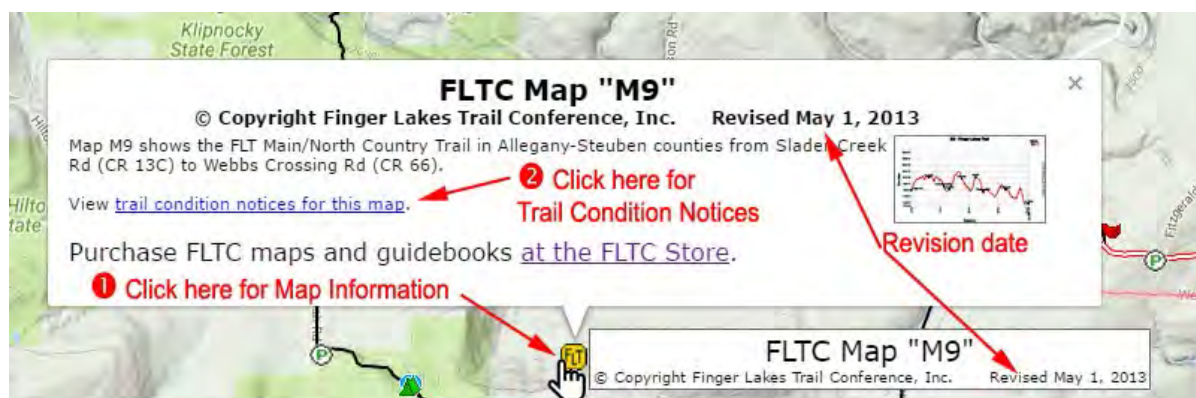 Klipnocky
State Forest
FLTC Map "M9"
© Copyright Finger Lakes Trail Conference, Inc. Revised May 1, 2013
Map M9 shows the FLT Main/North Country Trail in Allegany-Steuben counties from Slader Creek
Rd (CR 13C) to Webbs Crossing Rd (CR 66).
❷ Click here for
View trail condition notices for this map.
Trail Condition Notices
Purchase FLTC maps and guidebooks at the FLTC Store.
Revision date
❶ Click here for Map Information
P
P
FLT
FLTC Map "M9"
© Copyright Finger Lakes Trail Conference, Inc. Revised May 1, 2013